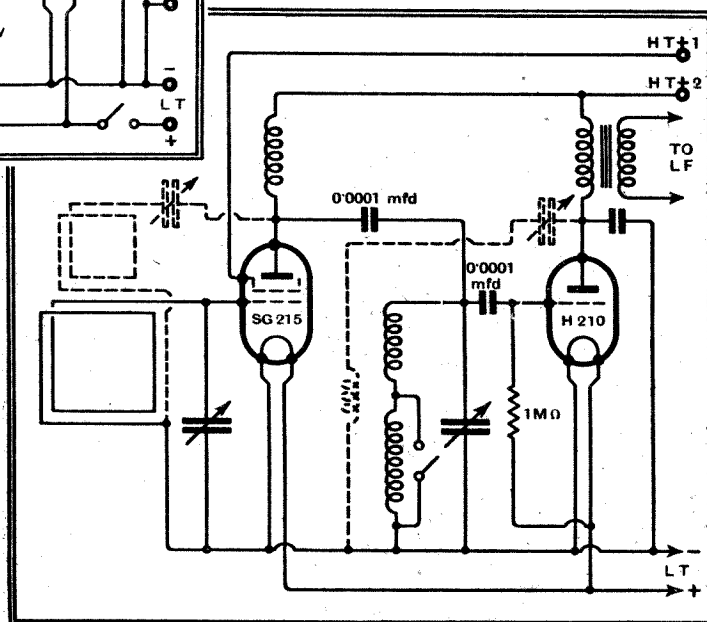 –
LT
+
HT+1
HT+2
TO
LF
0·0001 mfd
0·0001
mfd
SG 215
H 210
1MΩ
–
LT
+